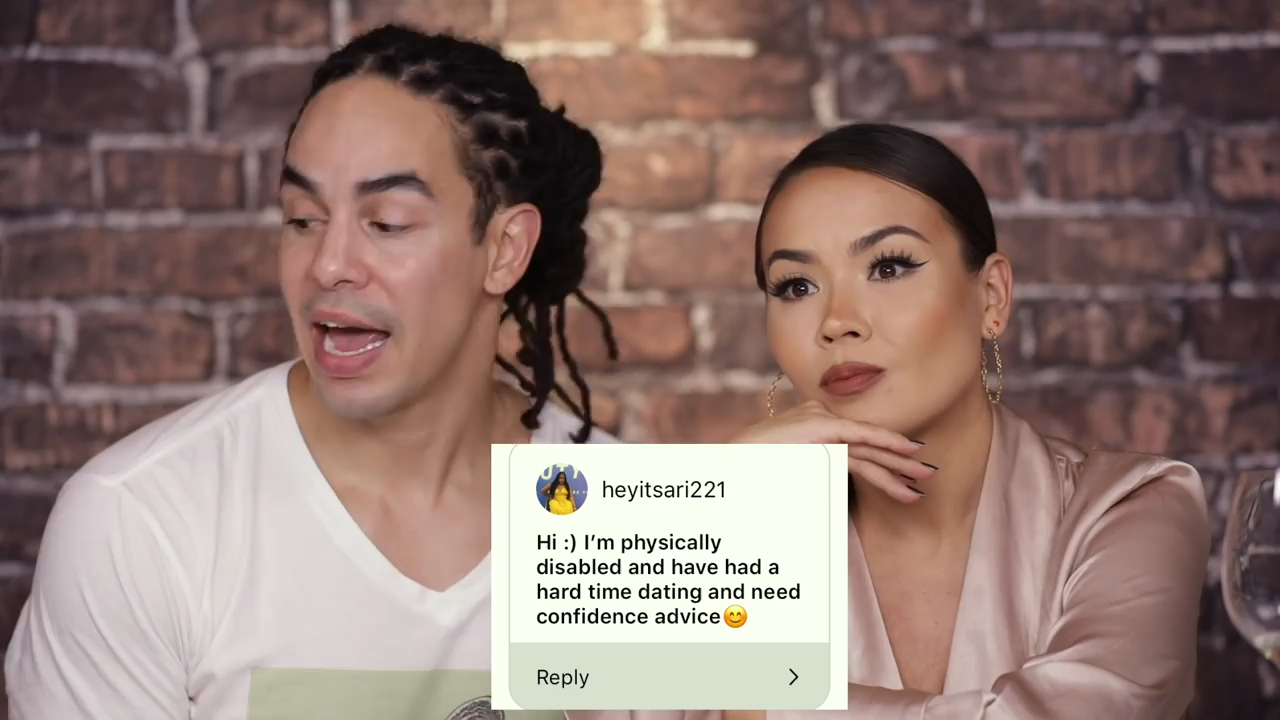 heyitsari221
Hi :) I’m physically
disabled and have had a
hard time dating and need
confidence advice😊
Reply